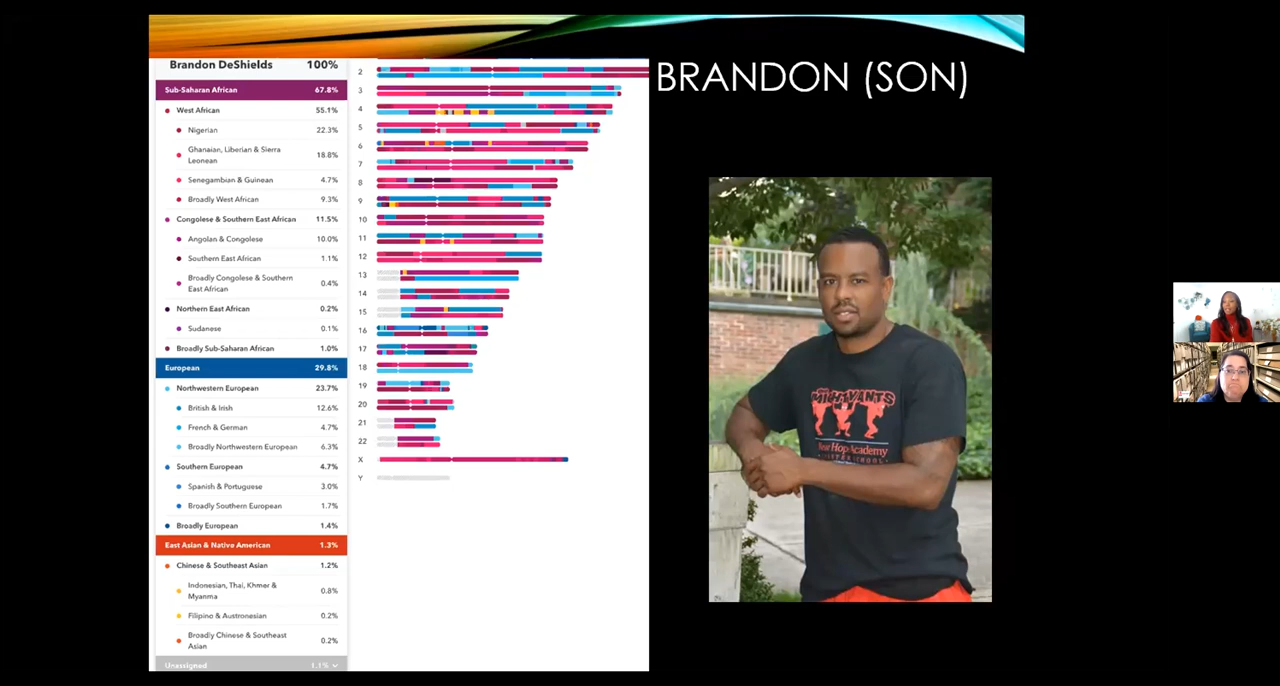 BRANDON (SON)
Brandon DeShields 100%
Sub-Saharan African 67.8%
West African 55.1%
Nigerian 22.3%
Ghanaian, Liberian & Sierra
Leonean 18.8%
Senegambian & Guinean 4.7%
Broadly West African 9.3%
Congolese & Southern East African 11.5%
Angolan & Congolese 10.0%
Southern East African 1.1%
Broadly Congolese & Southern
East African 0.4%
Northern East African 0.2%
Sudanese 0.1%
Broadly Sub-Saharan African 1.0%
European 29.8%
Northwestern European 23.7%
British & Irish 12.6%
French & German 4.7%
Broadly Northwestern European 6.3%
Southern European 4.7%
Spanish & Portuguese 3.0%
Broadly Southern European 1.7%
Broadly European 1.4%
East Asian & Native American 1.3%
Chinese & Southeast Asian 1.2%
Indonesian, Thai, Khmer &
Myanma 0.8%
Filipino & Austronesian 0.2%
Broadly Chinese & Southeast
Asian 0.2%
Unassigned 1.1%
2
3
4
5
6
7
8
9
10
11
12
13
14
15
16
17
18
19
20
21
22
X
Y
Hope Academy